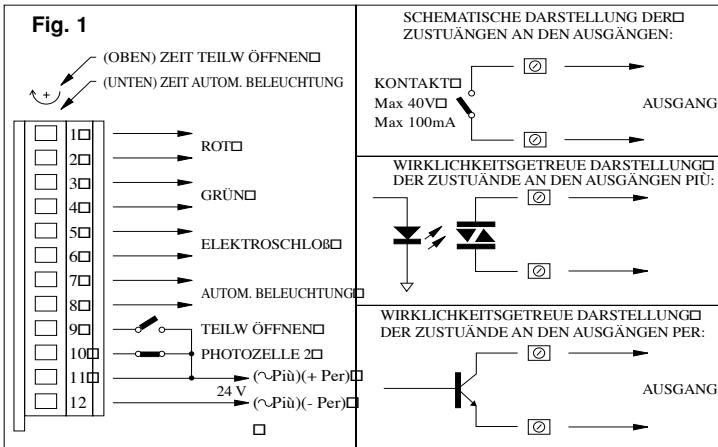 Fig. 1
(OBEN) ZEIT TEILW ÖFFNEN
(UNTEN) ZEIT AUTOM. BELEUCHTUNG
+
1
ROT
2
3
GRÜN
4
5
ELEKTROSCHLOß
6
7
AUTOM. BELEUCHTUNG
8
9 TEILW ÖFFNEN
10 PHOTOZELLE 2
11 (~Più)(+ Per)
24 V
12 (~Più)(- Per)
SCHEMATISCHE DARSTELLUNG DER
ZUSTUÄNGEN AN DEN AUSGÄNGEN:
KONTAKT
Max 40V
Max 100mA
AUSGANG
WIRKLICHKEITSGETREUE DARSTELLUNG
DER ZUSTUÄNDE AN DEN AUSGÄNGEN PIÙ:
WIRKLICHKEITSGETREUE DARSTELLUNG
DER ZUSTUÄNDE AN DEN AUSGÄNGEN PER:
AUSGANG